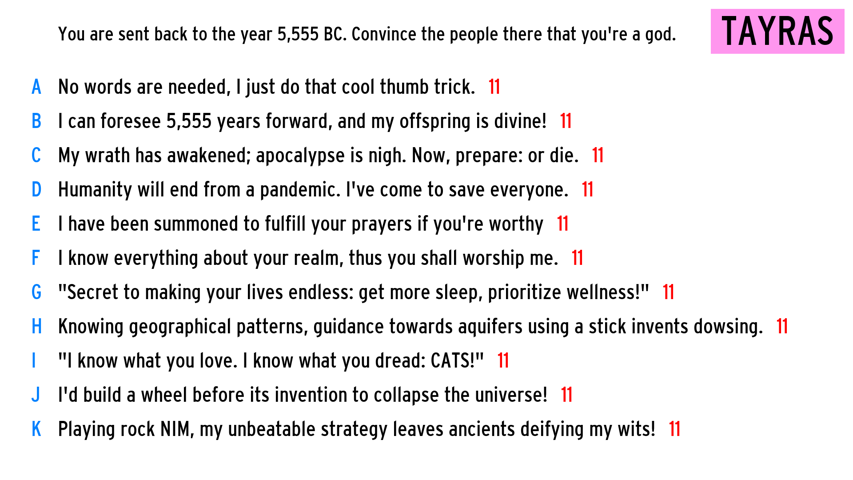 You are sent back to the year 5,555 BC. Convince the people there that you're a god.
TAYRAS
A No words are needed, I just do that cool thumb trick. 11
B I can foresee 5,555 years forward, and my offspring is divine! 11
C My wrath has awakened; apocalypse is nigh. Now, prepare: or die. 11
D Humanity will end from a pandemic. I've come to save everyone. 11
E I have been summoned to fulfill your prayers if you're worthy 11
F I know everything about your realm, thus you shall worship me. 11
G "Secret to making your lives endless: get more sleep, prioritize wellness!" 11
H Knowing geographical patterns, guidance towards aquifers using a stick invents dowsing. 11
I "I know what you love. I know what you dread: CATS!" 11
J I'd build a wheel before its invention to collapse the universe! 11
K Playing rock NIM, my unbeatable strategy leaves ancients deifying my wits! 11